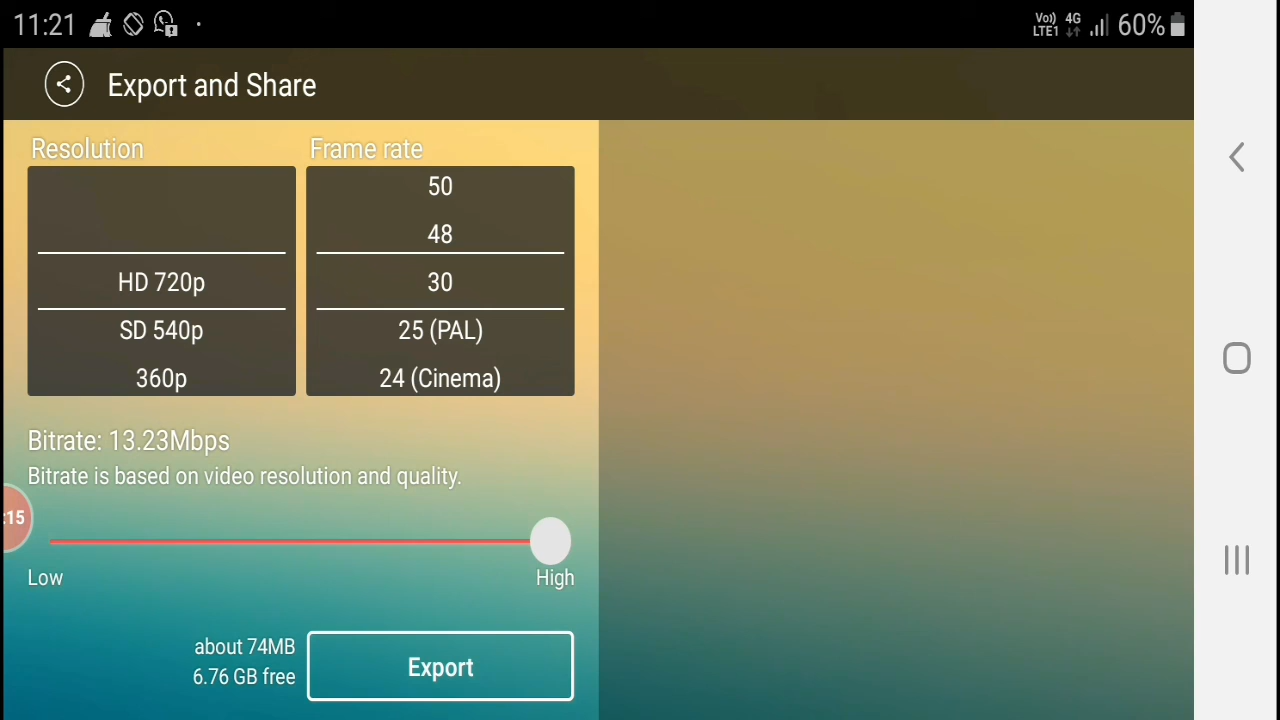 11:21
Vo) 4G
LTE1
60%
Export and Share
Resolution
Frame rate
50
48
HD 720p
30
SD 540p
25 (PAL)
360p
24 (Cinema)
Bitrate: 13.23Mbps
Bitrate is based on video resolution and quality.
:15
Low
High
about 74MB
6.76 GB free
Export